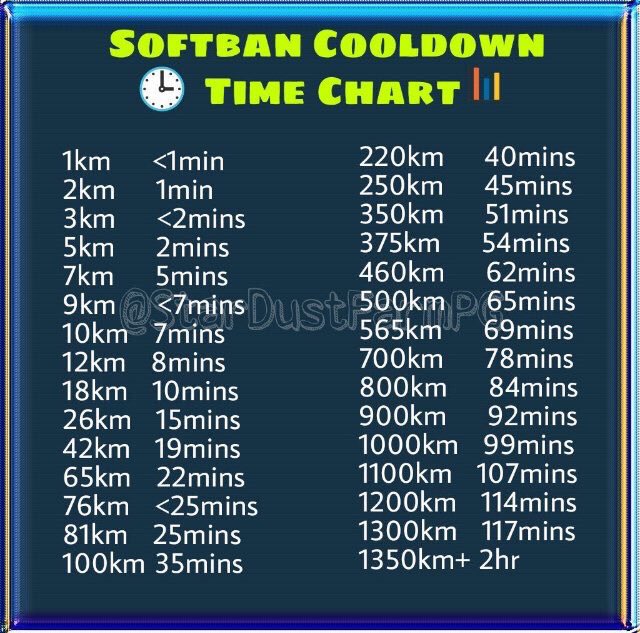 Softban Cooldown
Time Chart
1km <1min
2km 1min
3km <2mins
5km 2mins
7km 5mins
9km <7mins
10km 7mins
12km 8mins
18km 10mins
26km 15mins
42km 19mins
65km 22mins
76km <25mins
81km 25mins
100km 35mins
220km 40mins
250km 45mins
350km 51mins
375km 54mins
460km 62mins
500km 65mins
565km 69mins
700km 78mins
800km 84mins
900km 92mins
1000km 99mins
1100km 107mins
1200km 114mins
1300km 117mins
1350km+ 2hr
@StarDustFarmPG